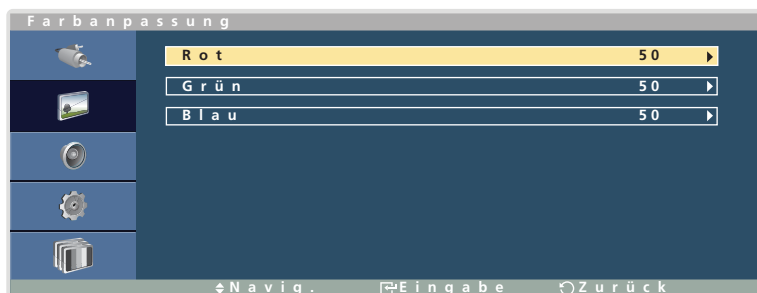 Farbanpassung
Rot 50
Grün 50
Blau 50
Navig. Eingabe Zurück